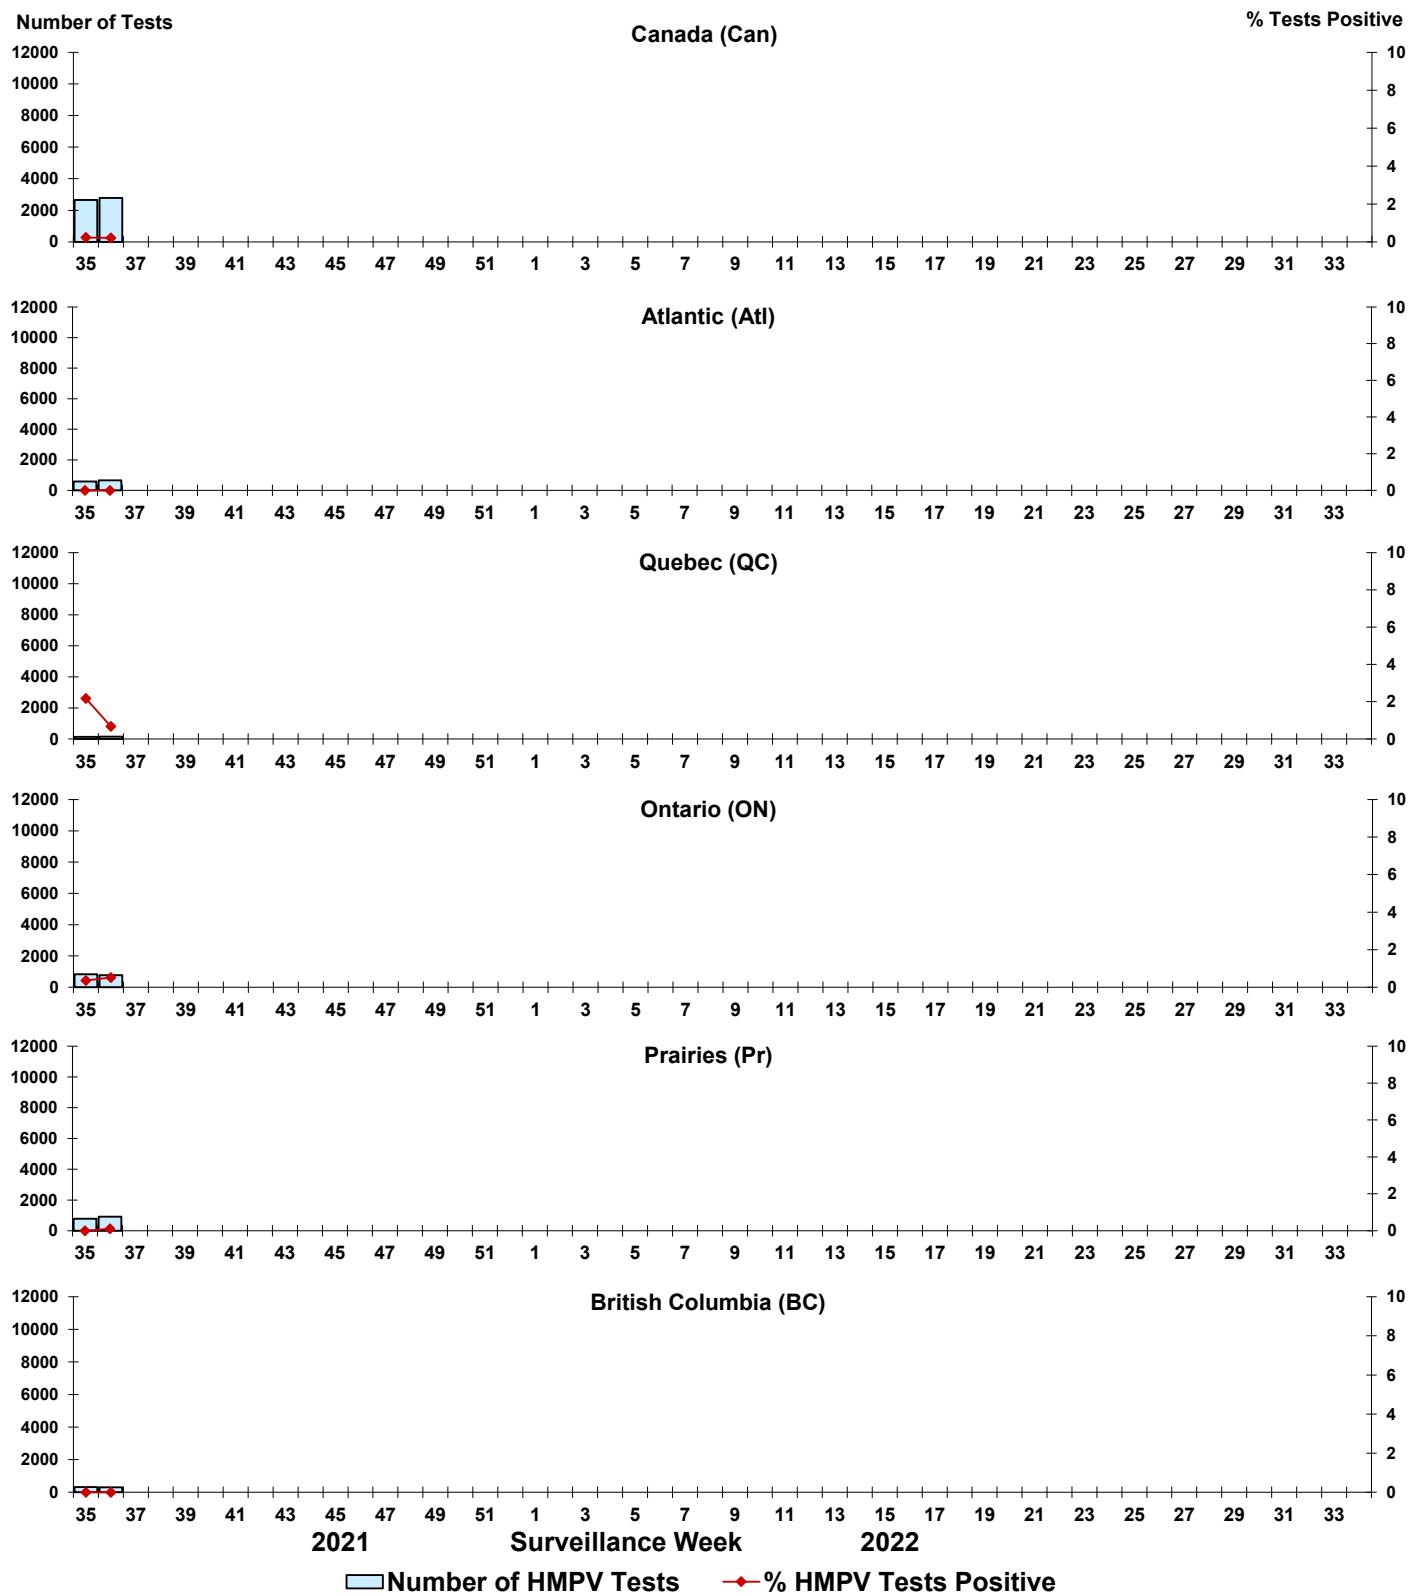 Number of Tests
% Tests Positive
Canada (Can)
12000 10
10000 8
8000 6
6000 4
4000 2
2000 0
0
35 37 39 41 43 45 47 49 51 1 3 5 7 9 11 13 15 17 19 21 23 25 27 29 31 33
Atlantic (Atl)
12000 10
10000 8
8000 6
6000 4
4000 2
2000 0
0
35 37 39 41 43 45 47 49 51 1 3 5 7 9 11 13 15 17 19 21 23 25 27 29 31 33
Quebec (QC)
12000 10
10000 8
8000 6
6000 4
4000 2
2000 0
0
35 37 39 41 43 45 47 49 51 1 3 5 7 9 11 13 15 17 19 21 23 25 27 29 31 33
Ontario (ON)
12000 10
10000 8
8000 6
6000 4
4000 2
2000 0
0
35 37 39 41 43 45 47 49 51 1 3 5 7 9 11 13 15 17 19 21 23 25 27 29 31 33
Prairies (Pr)
12000 10
10000 8
8000 6
6000 4
4000 2
2000 0
0
35 37 39 41 43 45 47 49 51 1 3 5 7 9 11 13 15 17 19 21 23 25 27 29 31 33
British Columbia (BC)
12000 10
10000 8
8000 6
6000 4
4000 2
2000 0
0
35 37 39 41 43 45 47 49 51 1 3 5 7 9 11 13 15 17 19 21 23 25 27 29 31 33
2021 Surveillance Week 2022
Number of HMPV Tests % HMPV Tests Positive